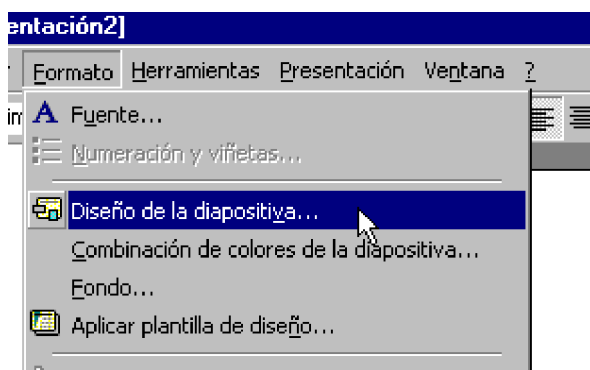 entación2]
Formato Herramientas Presentación Ventana ?
Fuente...
Numeración y viñetas...
Diseño de la diapositiva...
Combinación de colores de la diapositiva...
Fondo...
Aplicar plantilla de diseño...